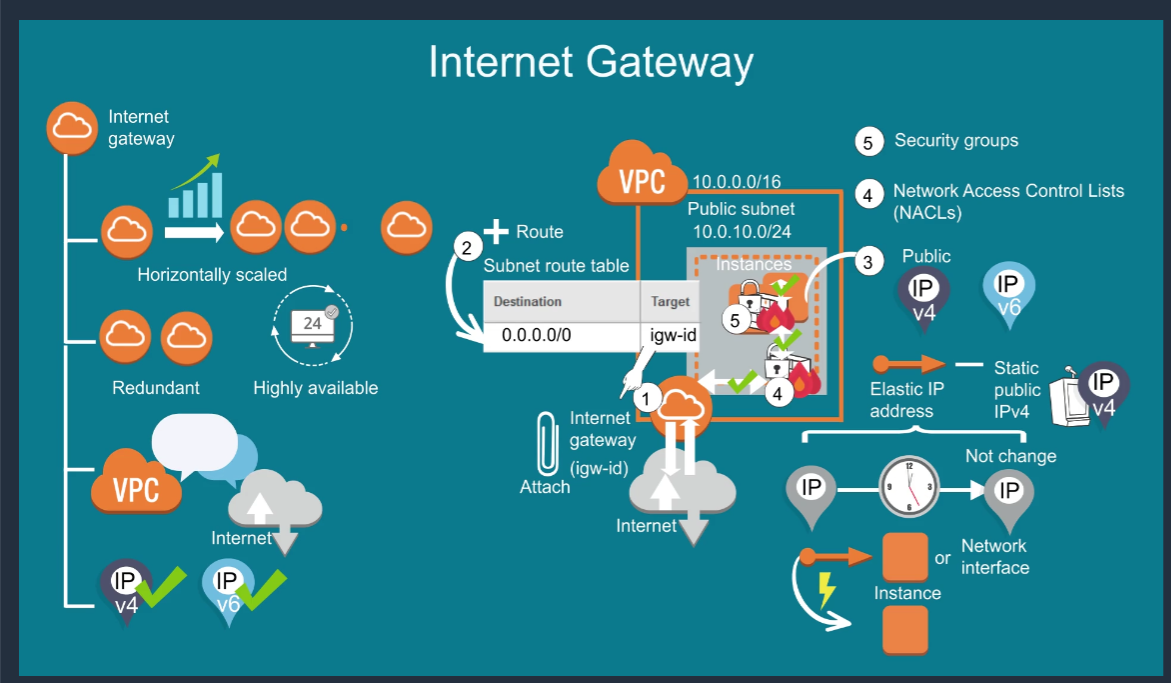 Internet Gateway
Internet
gateway
Horizontally scaled
Redundant
24
Highly available
VPC
Internet
IP
v4
IP
v6
2
Route
Subnet route table
Destination
Target
0.0.0.0/0
igw-id
VPC
10.0.0.0/16
Public subnet
10.0.10.0/24
Instances
5
4
1
Internet
gateway
(igw-id)
Attach
Internet
5
Security groups
4
Network Access Control Lists
(NACLs)
3
Public
IP
v4
IP
v6
Elastic IP
address
Static
public
IPv4
IP
v4
Not change
IP
12
3
6
9
IP
or
Network
interface
Instance